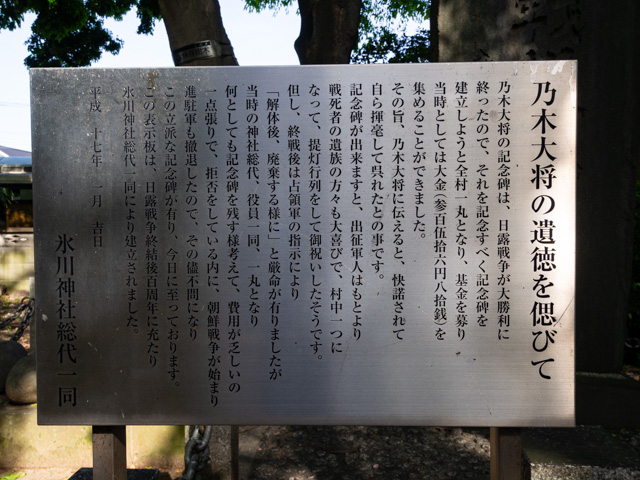 乃木大将の遺徳を偲びて
乃木大将の記念碑は、日露戦争が大勝利に
終ったので、それを記念すべく記念碑を
建立しようと全村一丸となり、基金を募り
当時としては大金(参百伍拾六円八拾銭)を
集めることができました。
その旨、乃木大将に伝えると、快諾されて
自ら揮毫して呉れたとの事です。
記念碑が出来ますと、出征軍人はもとより
戦死者の遺族の方々も大喜びで、村中一つに
なって、提灯行列をして御祝いしたそうです。
但し、終戦後は占領軍の指示により
「解体後、廃棄する様に」と厳命が有りましたが
当時の神社総代、役員一同、一丸となり
何としても記念碑を残す様考えて、費用が乏しいの
一点張りで、拒否をしている内に、朝鮮戦争が始まり
進駐軍も撤退したので、その儘不問になり
この立派な記念碑が有り、今日に至っております。
この表示板は、日露戦争終結後百周年に充たり
氷川神社総代一同により建立されました。
平成 十七年 一月 吉日
氷川神社総代一同